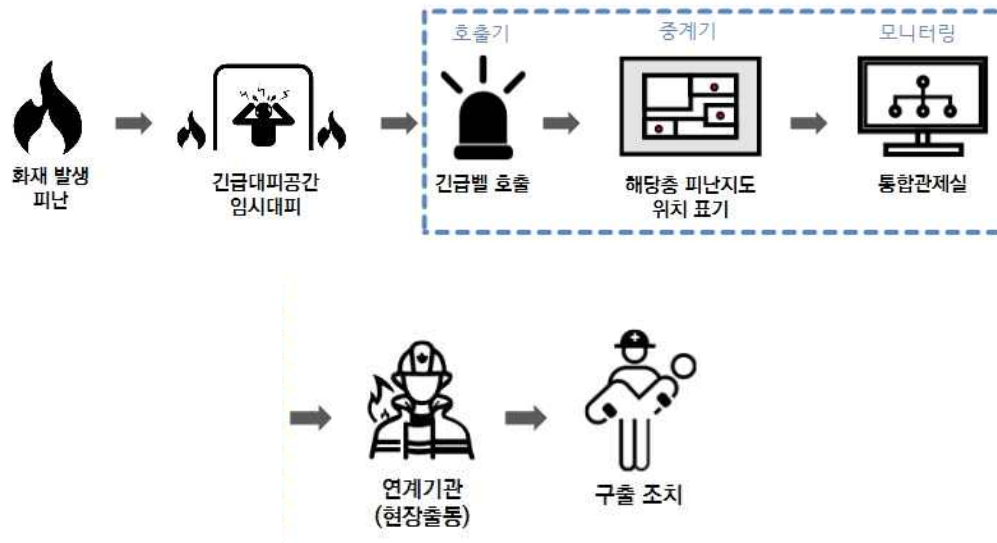 호출기
중계기
모니터링
화재 발생
피난
긴급대피공간
임시대피
긴급벨 호출
해당층 피난지도
위치 표기
통합관제실
연계기관
(현장출동)
구출 조치